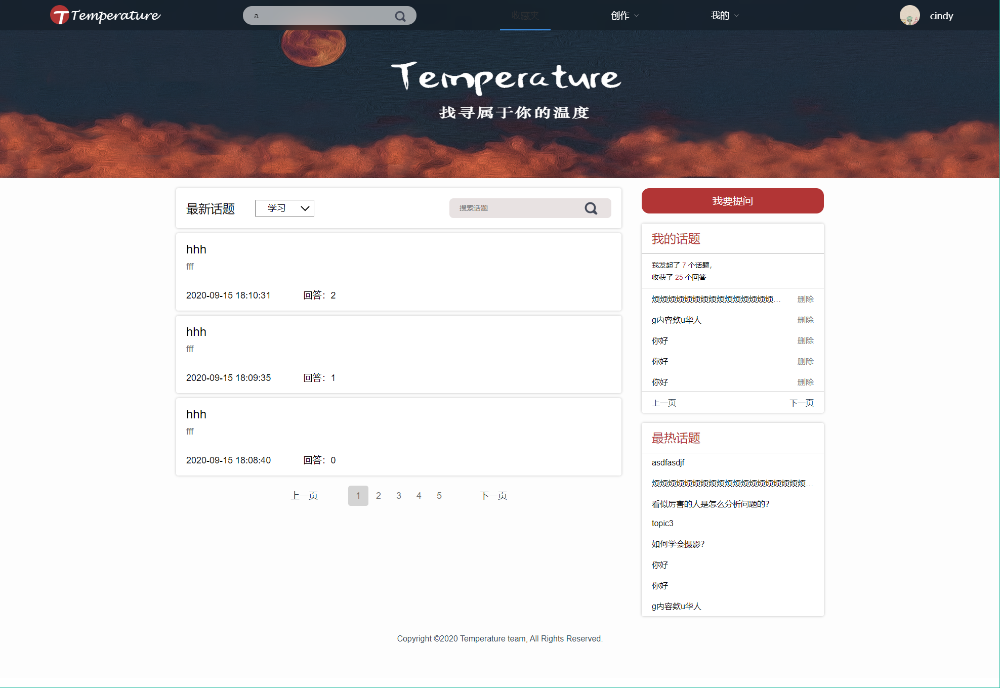 Temperature
a
收藏夹
创作
我的
cindy
Temperature
找寻属于你的温度
最新话题
学习
搜索话题
hhh
fff
2020-09-15 18:10:31 回答：2
hhh
fff
2020-09-15 18:09:35 回答：1
hhh
fff
2020-09-15 18:08:40 回答：0
上一页 1 2 3 4 5 下一页
我要提问
我的话题
我发起了 7 个话题，
收获了 25 个回答
烦烦烦烦烦烦烦烦烦烦烦烦烦烦烦... 删除
g内容欸u华人 删除
你好 删除
你好 删除
你好 删除
上一页 下一页
最热话题
asdfasdjf
烦烦烦烦烦烦烦烦烦烦烦烦烦烦烦烦烦烦烦...
看似厉害的人是怎么分析问题的？
topic3
如何学会摄影？
你好
你好
g内容欸u华人
Copyright ©2020 Temperature team, All Rights Reserved.